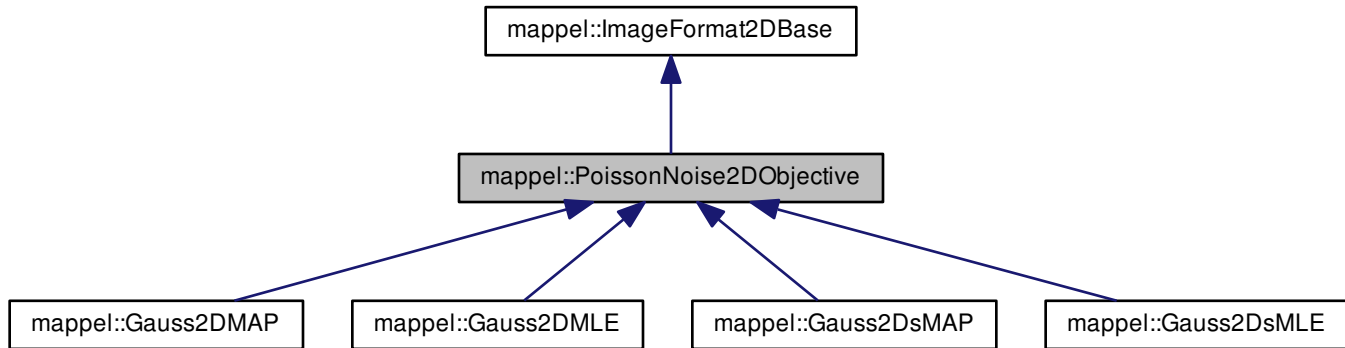 mappel::ImageFormat2DBase
mappel::PoissonNoise2DObjective
mappel::Gauss2DMAP
mappel::Gauss2DMLE
mappel::Gauss2DsMAP
mappel::Gauss2DsMLE